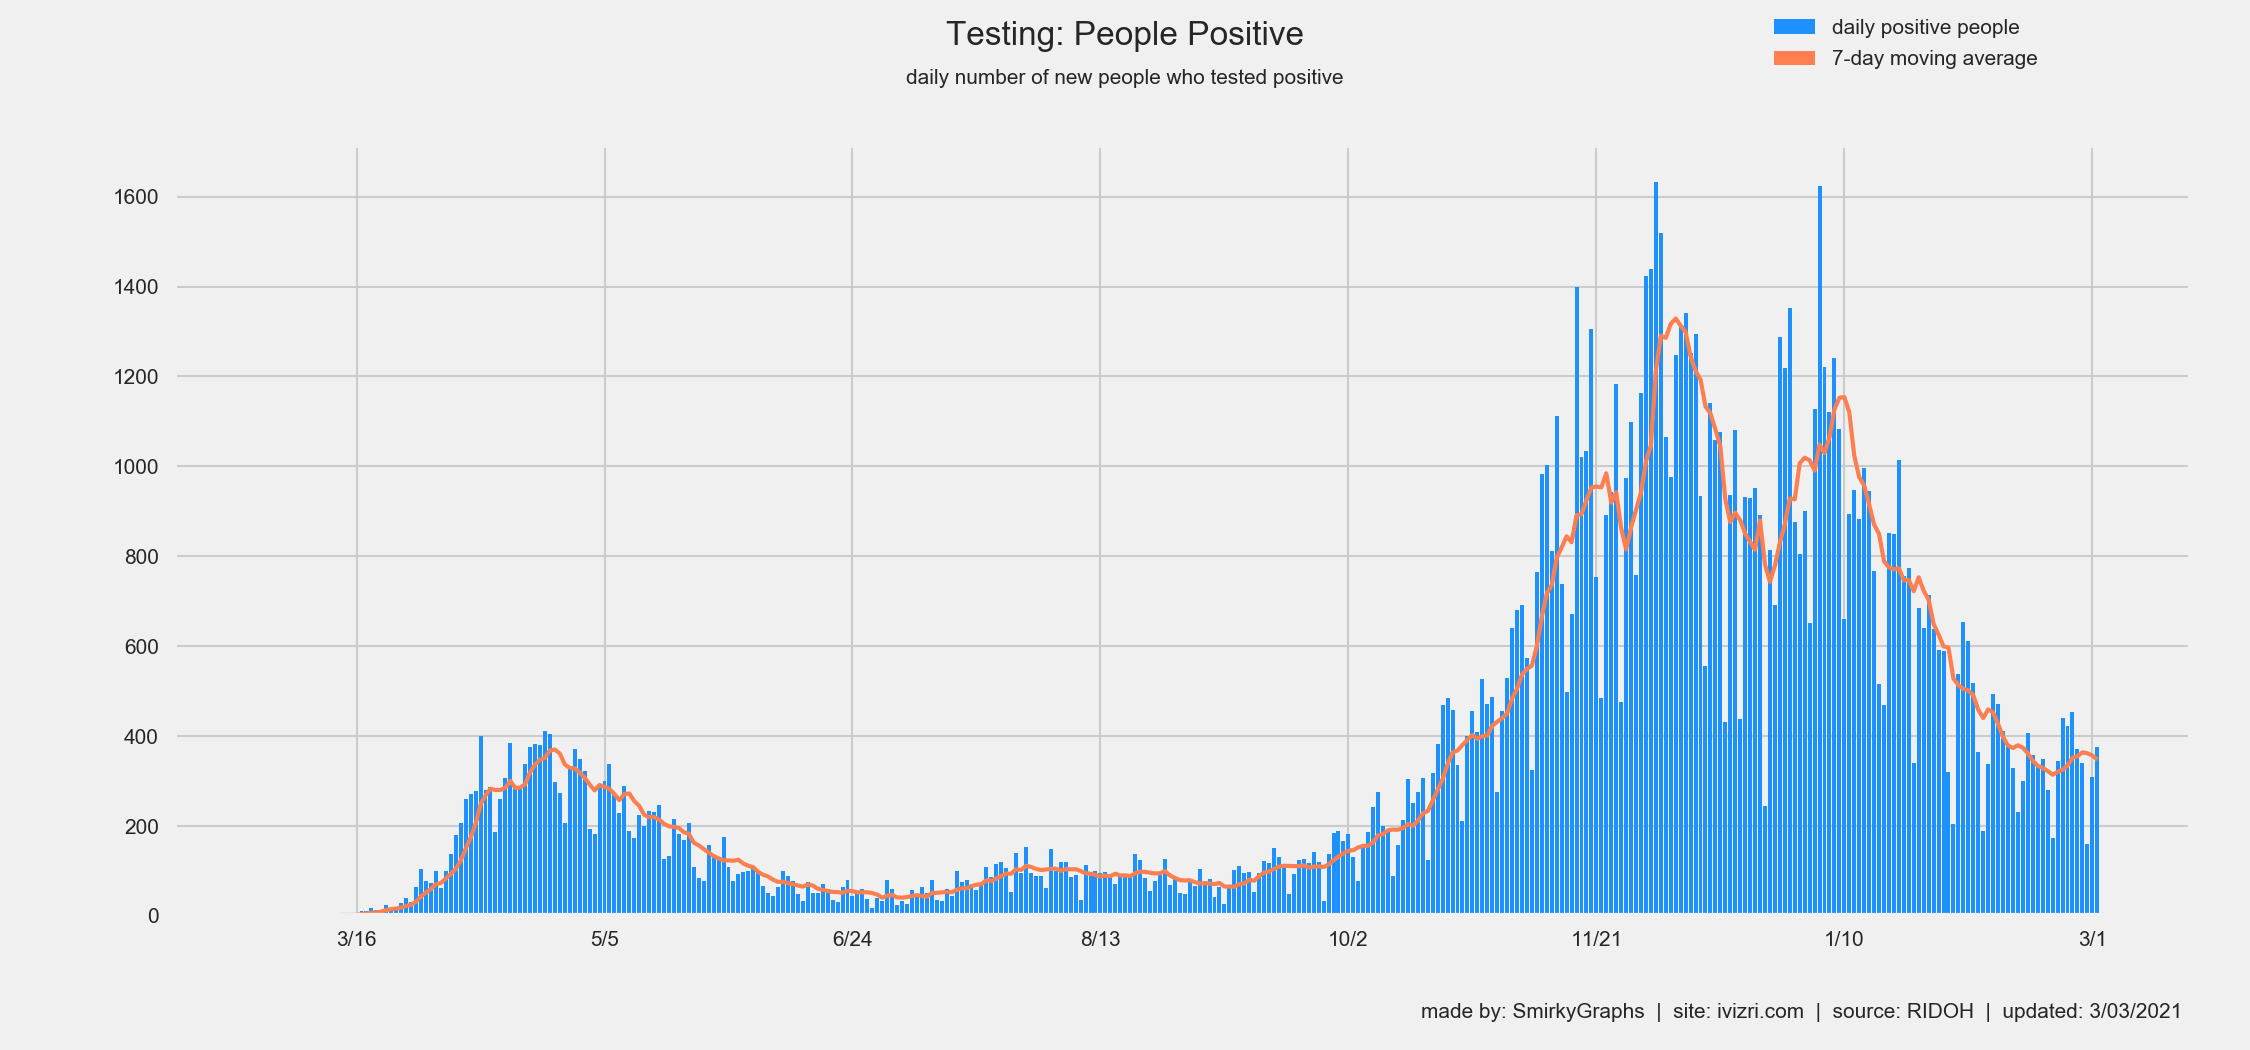 Testing: People Positive
daily number of new people who tested positive
daily positive people
7-day moving average
1600
1400
1200
1000
800
600
400
200
0
3/16 5/5 6/24 8/13 10/2 11/21 1/10 3/1
made by: SmirkyGraphs | site: ivizri.com | source: RIDOH | updated: 3/03/2021